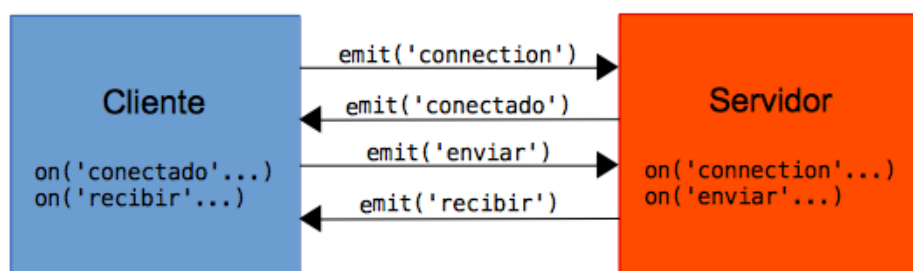 Cliente
on('conectado'...)
on('recibir'...)
emit('connection')
emit('conectado')
emit('enviar')
emit('recibir')
Servidor
on('connection'...)
on('enviar'...)